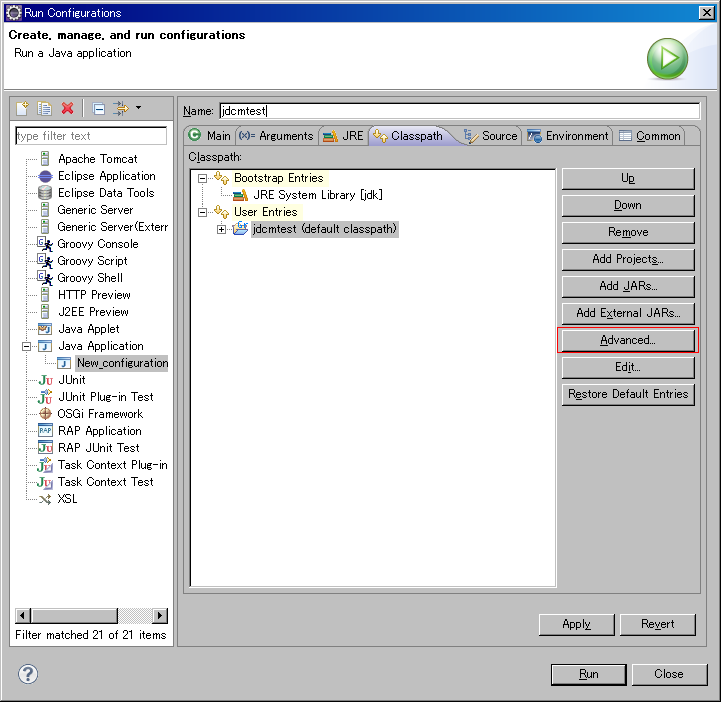 Run Configurations
Create, manage, and run configurations
Run a Java application
type filter text
Apache Tomcat
Eclipse Application
Eclipse Data Tools
Generic Server
Generic Server(Extern
Groovy Console
Groovy Script
Groovy Shell
HTTP Preview
J2EE Preview
Java Applet
Java Application
New_configuration
JUnit
JUnit Plug-in Test
OSGi Framework
RAP Application
RAP JUnit Test
Task Context Plug-in
Task Context Test
XSL
Filter matched 21 of 21 items
Name: jdcmtest
Main (x)= Arguments JRE Classpath Source Environment Common
Classpath:
Bootstrap Entries
JRE System Library [jdk]
User Entries
jdcmtest (default classpath)
Up
Down
Remove
Add Projects...
Add JARs...
Add External JARs...
Advanced...
Edit...
Restore Default Entries
Apply Revert
Run Close